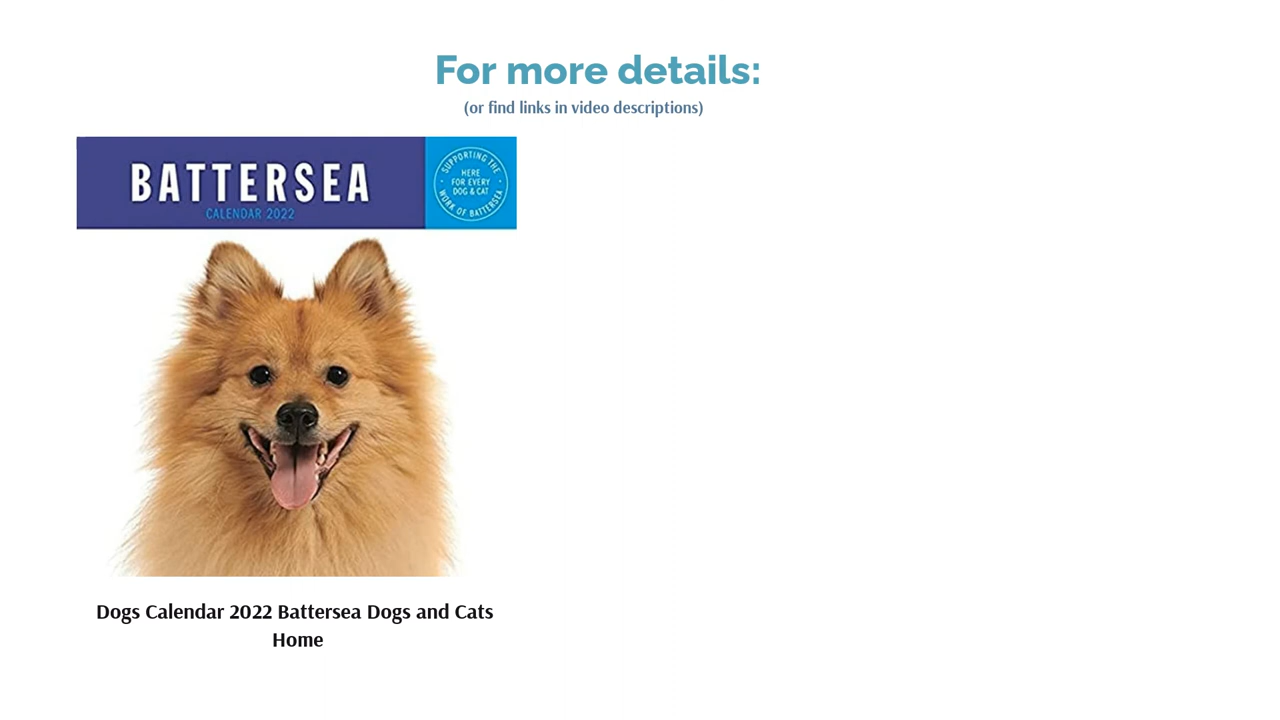 For more details:
(or find links in video descriptions)
BATTERSEA
CALENDAR 2022
SUPPORTING THE
HERE
FOR EVERY
DOG & CAT
WORK OF BATTERSEA
Dogs Calendar 2022 Battersea Dogs and Cats
Home